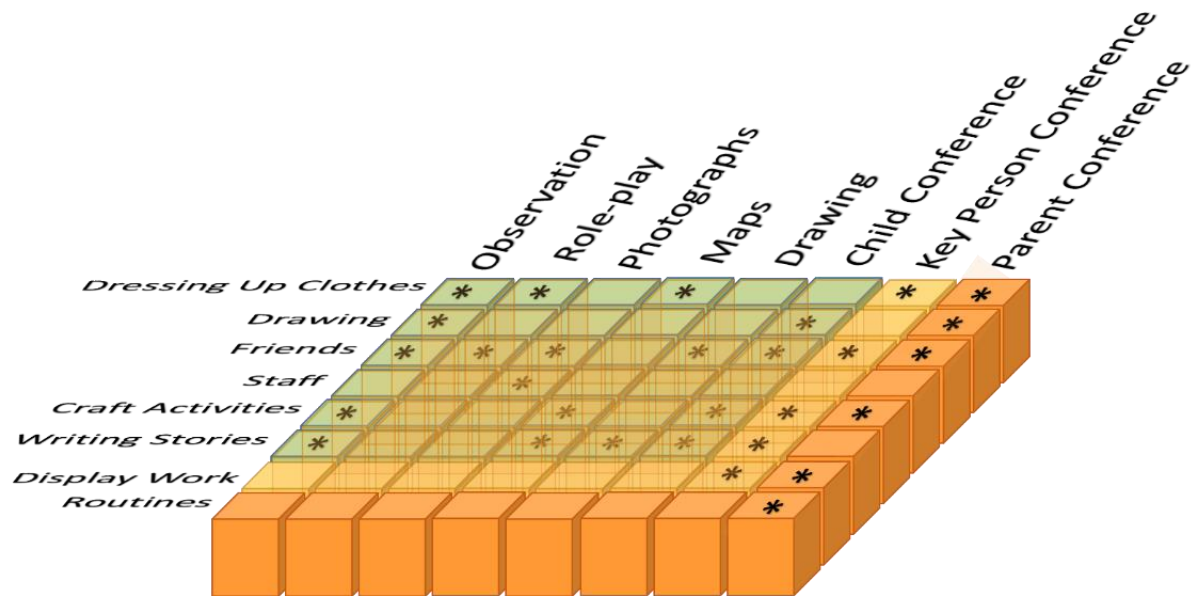 Observation
Role-play
Photographs
Maps
Drawing
Child Conference
Key Person Conference
Parent Conference
Dressing Up Clothes
* * * * *
Drawing
* * *
Friends
* * * * * * *
Staff
*
Craft Activities
* * * * *
Writing Stories
* * * * *
Display Work
* *
Routines
*